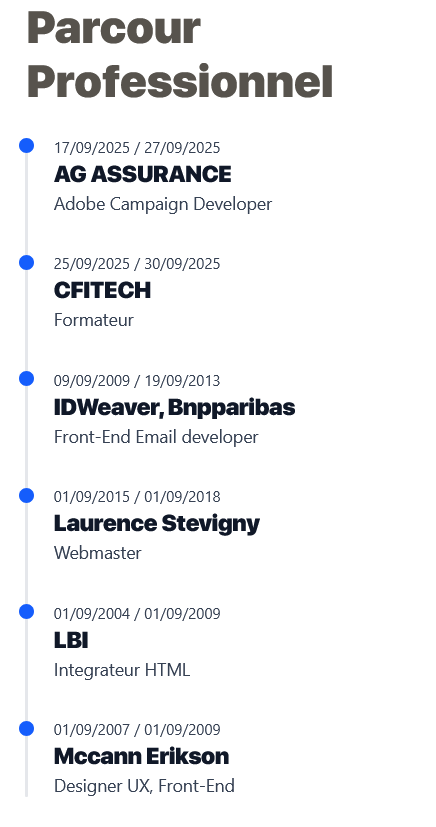 Parcour
Professionnel
17/09/2025 / 27/09/2025
AG ASSURANCE
Adobe Campaign Developer
25/09/2025 / 30/09/2025
CFITECH
Formateur
09/09/2009 / 19/09/2013
IDWeaver, Bnpparibas
Front-End Email developer
01/09/2015 / 01/09/2018
Laurence Stevigny
Webmaster
01/09/2004 / 01/09/2009
LBI
Integrateur HTML
01/09/2007 / 01/09/2009
Mccann Erikson
Designer UX, Front-End